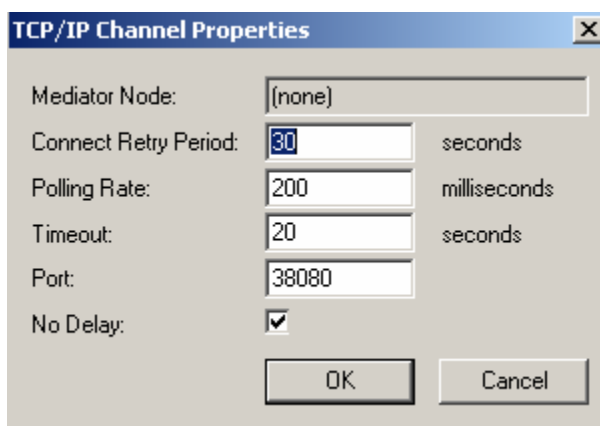 TCP/IP Channel Properties
Mediator Node: (none)
Connect Retry Period: 30 seconds
Polling Rate: 200 milliseconds
Timeout: 20 seconds
Port: 38080
No Delay:
OK Cancel